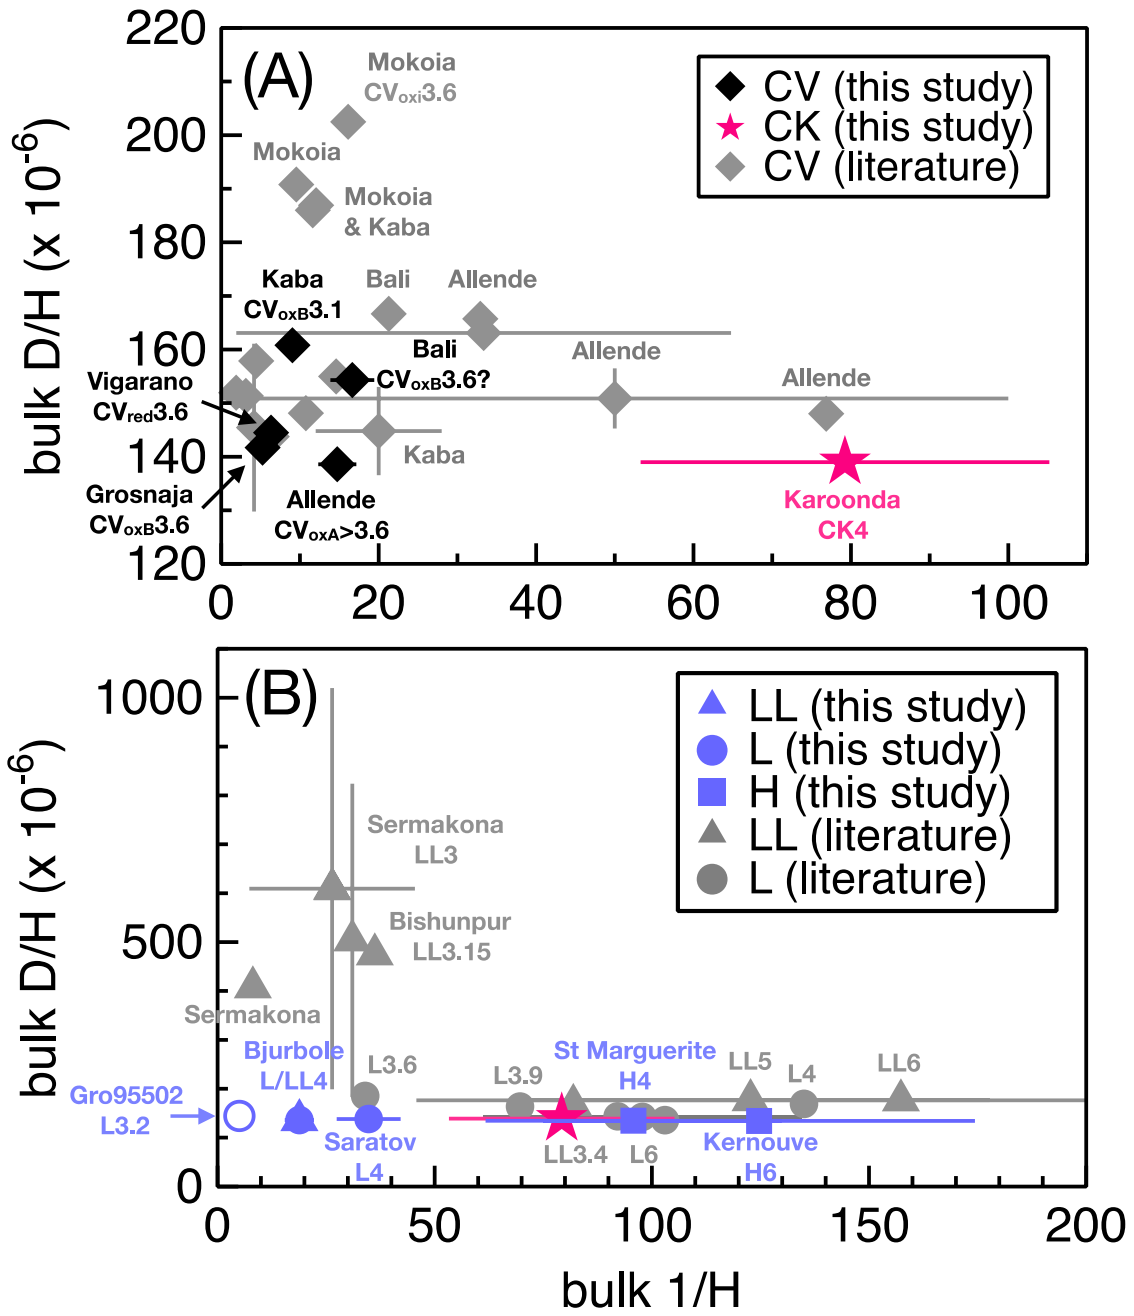 (A)
220
200
180
160
140
120
bulk D/H (x 10⁻⁶)
0
20
40
60
80
100
CV (this study)
CK (this study)
CV (literature)
Mokoia
CVoxi3.6
Mokoia
Mokoia
& Kaba
Kaba
CVoxB3.1
Bali
Allende
Bali
CVoxB3.6?
Allende
Allende
Vigarano
CVred3.6
Kaba
Grosnaja
CVoxB3.6
Allende
CVoxA>3.6
Karoonda
CK4
(B)
1000
500
0
bulk D/H (x 10⁻⁶)
LL (this study)
L (this study)
H (this study)
LL (literature)
L (literature)
Sermakona
LL3
Bishunpur
LL3.15
Sermakona
Bjurbole
L/LL4
L3.6
Gro95502
L3.2
Saratov
L4
L3.9
St Marguerite
H4
LL5
L4
LL6
LL3.4
L6
Kernouve
H6
0
50
100
150
200
bulk 1/H